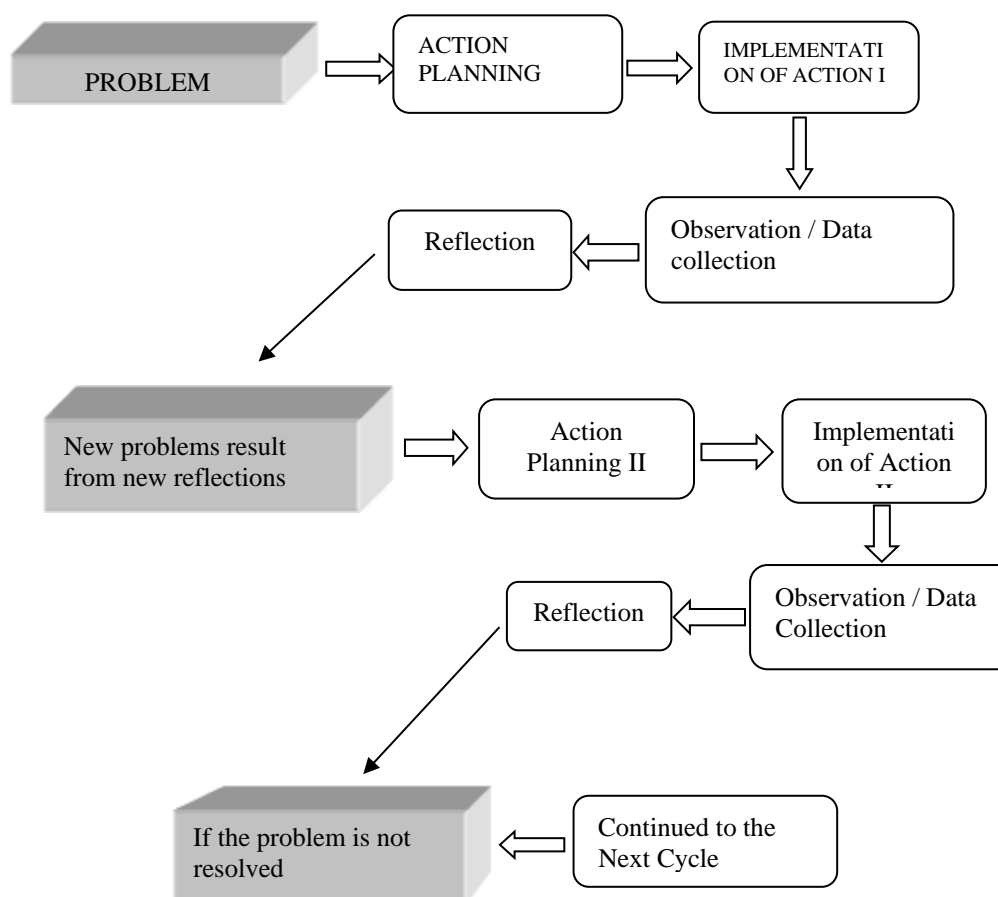 PROBLEM
ACTION
PLANNING
IMPLEMENTATI
ON OF ACTION I
Reflection
Observation / Data
collection
New problems result
from new reflections
Action
Planning II
Implementati
on of Action
Reflection
Observation / Data
Collection
If the problem is not
resolved
Continued to the
Next Cycle